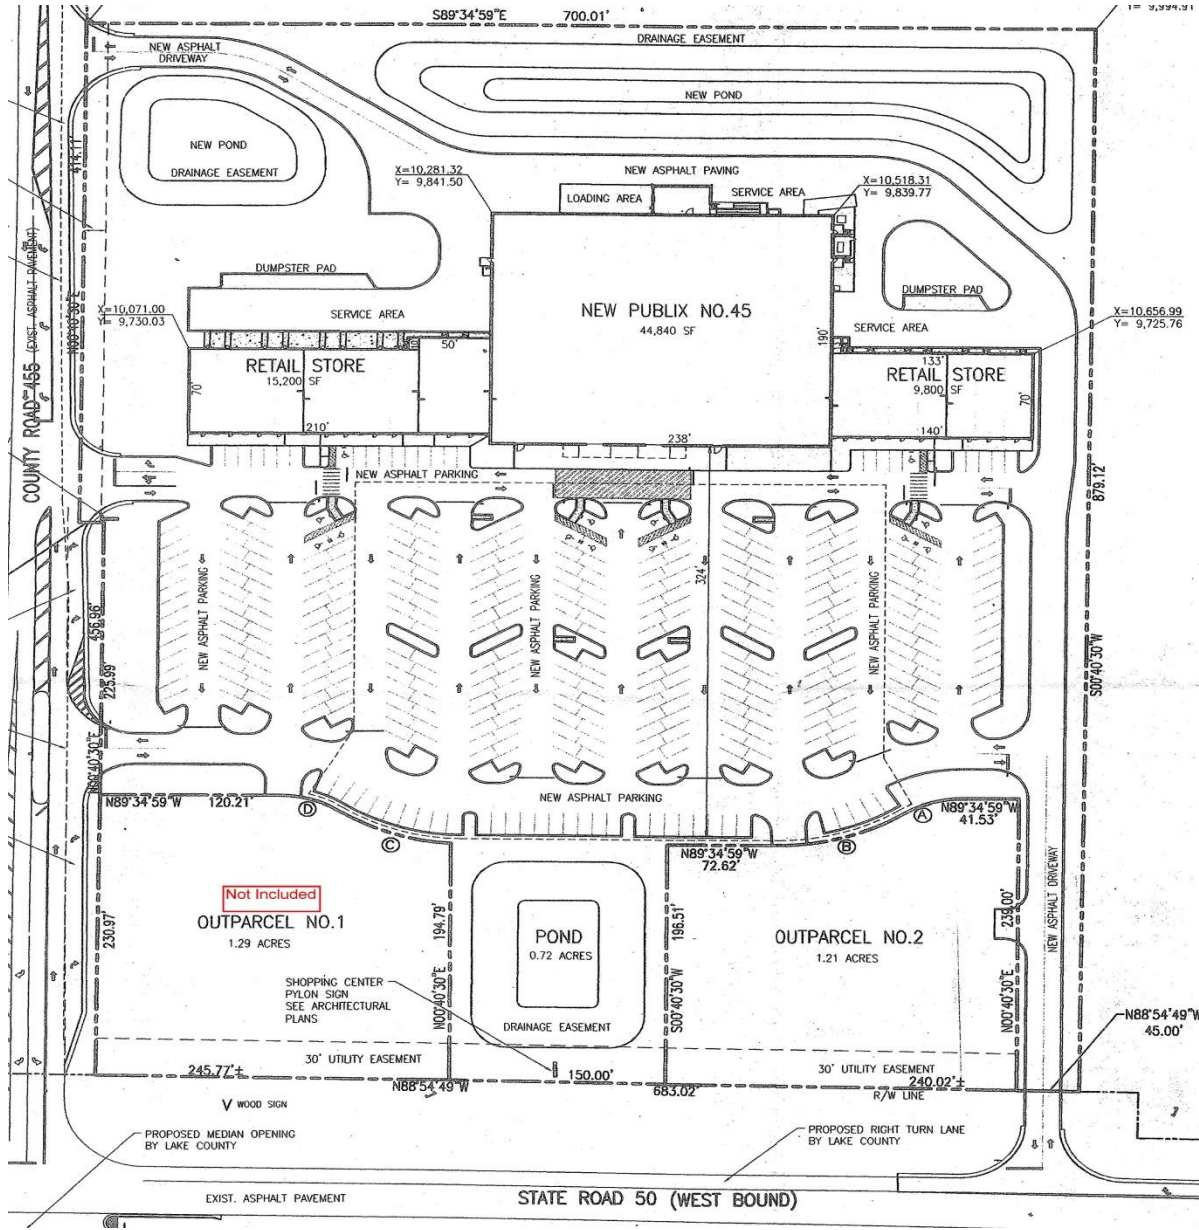 S89°34'59"E 700.01'
Y= 9,994.91
DRAINAGE EASEMENT
NEW ASPHALT
DRIVEWAY
NEW POND
NEW POND
DRAINAGE EASEMENT
414.11'
X=10,281.32
Y= 9,841.50
NEW ASPHALT PAVING
LOADING AREA
SERVICE AREA
X=10,518.31
Y= 9,839.77
DUMPSTER PAD
DUMPSTER PAD
X=10,071.00
Y= 9,730.03
SERVICE AREA
NEW PUBLIX NO.45
44,840 SF
190'
SERVICE AREA
X=10,656.99
Y= 9,725.76
N00°40'30"E
COUNTY ROAD 455 (EXIST. ASPHALT PAVEMENT)
50'
RETAIL STORE
15,200 SF
70'
210'
133'
RETAIL STORE
9,800 SF
70'
140'
238'
NEW ASPHALT PARKING
879.12'
324'
NEW ASPHALT PARKING
NEW ASPHALT PARKING
NEW ASPHALT PARKING
456.96'
225.99'
S00°40'30"W
N00°40'30"E
NEW ASPHALT PARKING
N89°34'59"W 120.21'
D
C
N89°34'59"W
72.62'
B
A
N89°34'59"W
41.53'
Not Included
OUTPARCEL NO.1
1.29 ACRES
230.97'
194.79'
N00°40'30"E
POND
0.72 ACRES
DRAINAGE EASEMENT
196.51'
S00°40'30"W
OUTPARCEL NO.2
1.21 ACRES
239.00'
N00°40'30"E
NEW ASPHALT DRIVEWAY
SHOPPING CENTER
PYLON SIGN
SEE ARCHITECTURAL
PLANS
N88°54'49"W
45.00'
30' UTILITY EASEMENT
30' UTILITY EASEMENT
245.77'±
N88°54'49"W
150.00'
683.02'
240.02'±
R/W LINE
V WOOD SIGN
PROPOSED MEDIAN OPENING
BY LAKE COUNTY
PROPOSED RIGHT TURN LANE
BY LAKE COUNTY
EXIST. ASPHALT PAVEMENT
STATE ROAD 50 (WEST BOUND)